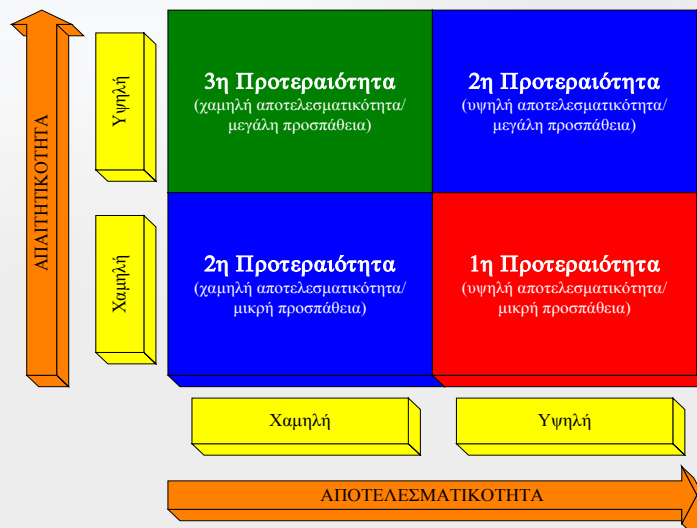 ΑΠΑΙΤΗΤΙΚΟΤΗΤΑ
Υψηλή
3η Προτεραιότητα
(χαμηλή αποτελεσματικότητα/
μεγάλη προσπάθεια)
2η Προτεραιότητα
(υψηλή αποτελεσματικότητα/
μεγάλη προσπάθεια)
Χαμηλή
2η Προτεραιότητα
(χαμηλή αποτελεσματικότητα/
μικρή προσπάθεια)
1η Προτεραιότητα
(υψηλή αποτελεσματικότητα/
μικρή προσπάθεια)
Χαμηλή
Υψηλή
ΑΠΟΤΕΛΕΣΜΑΤΙΚΟΤΗΤΑ